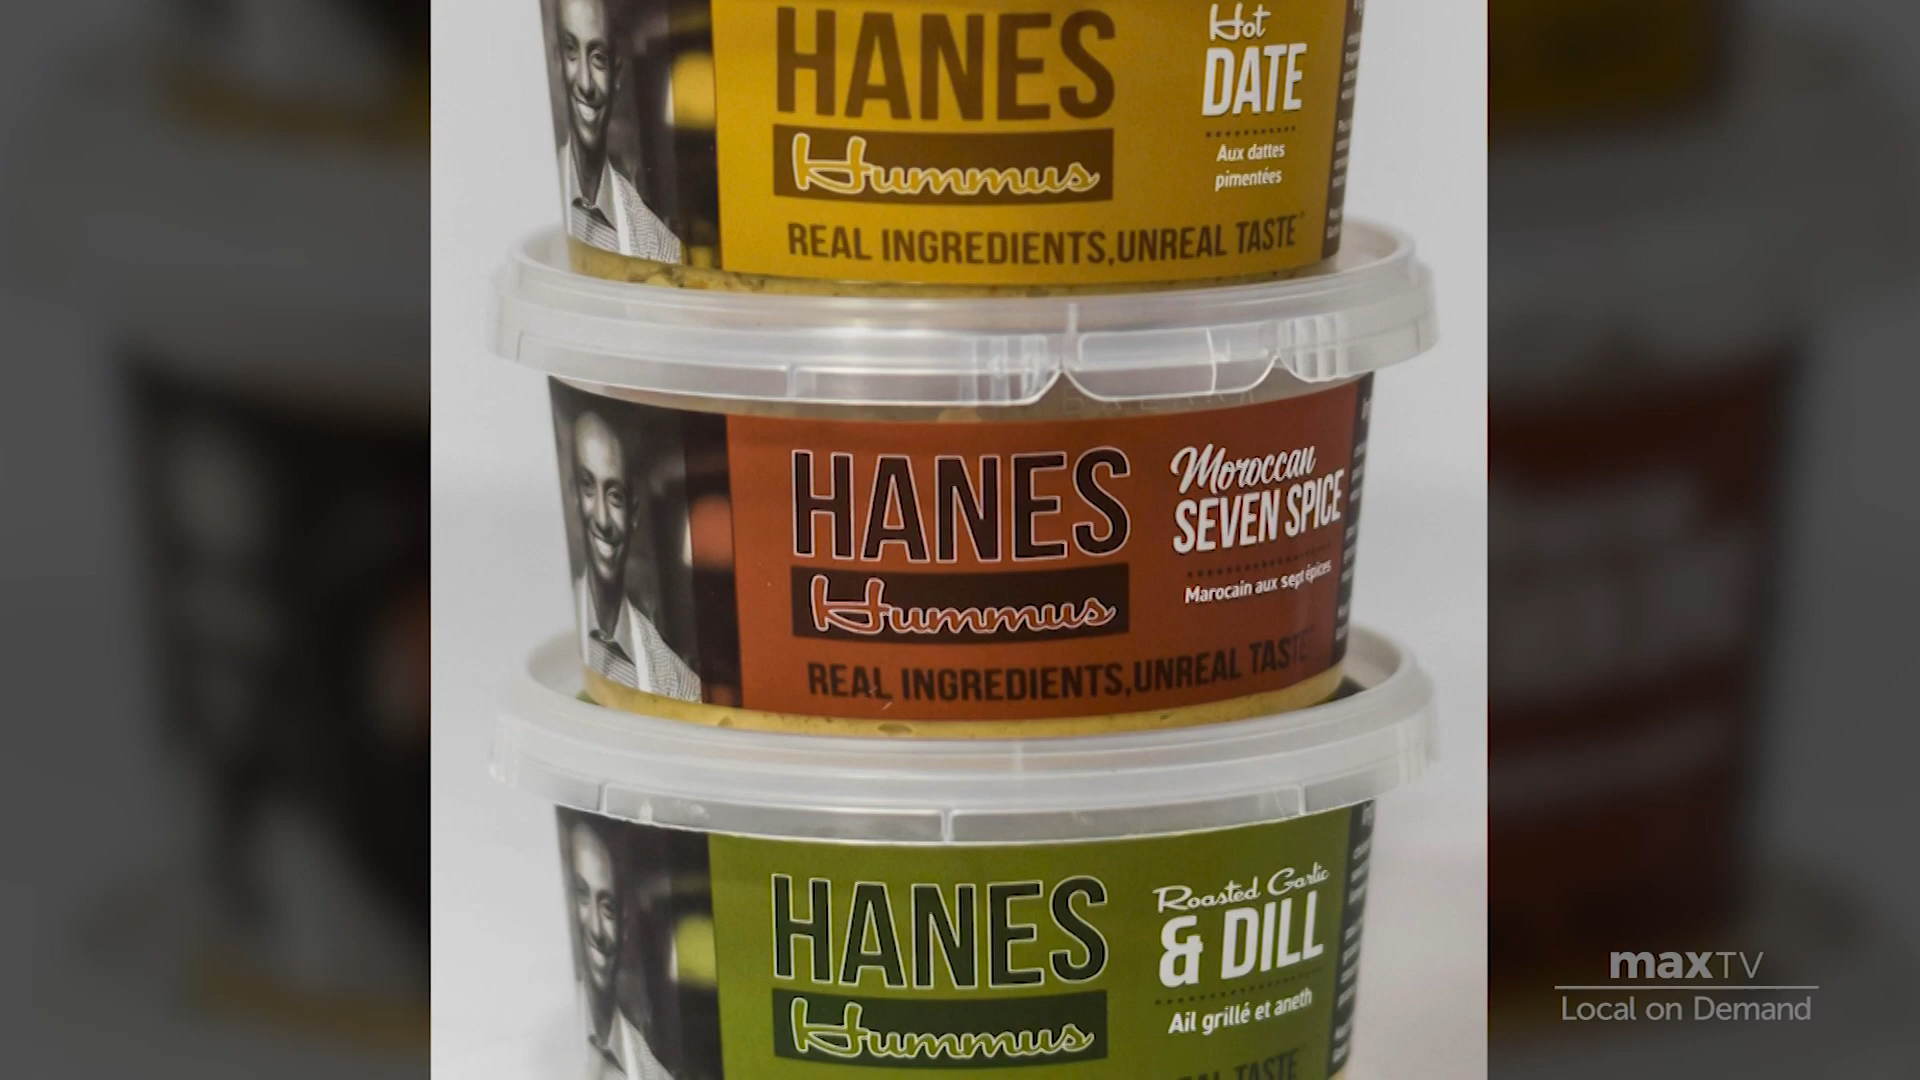 HANES
Hummus
Hot
DATE
Aux dattes
pimentées
REAL INGREDIENTS, UNREAL TASTE
HANES
Hummus
Moroccan
SEVEN SPICE
Marocain aux sept épices
REAL INGREDIENTS, UNREAL TASTE
HANES
Hummus
Roasted Garlic
& DILL
Ail grillé et aneth
TASTE
maxTV
Local on Demand